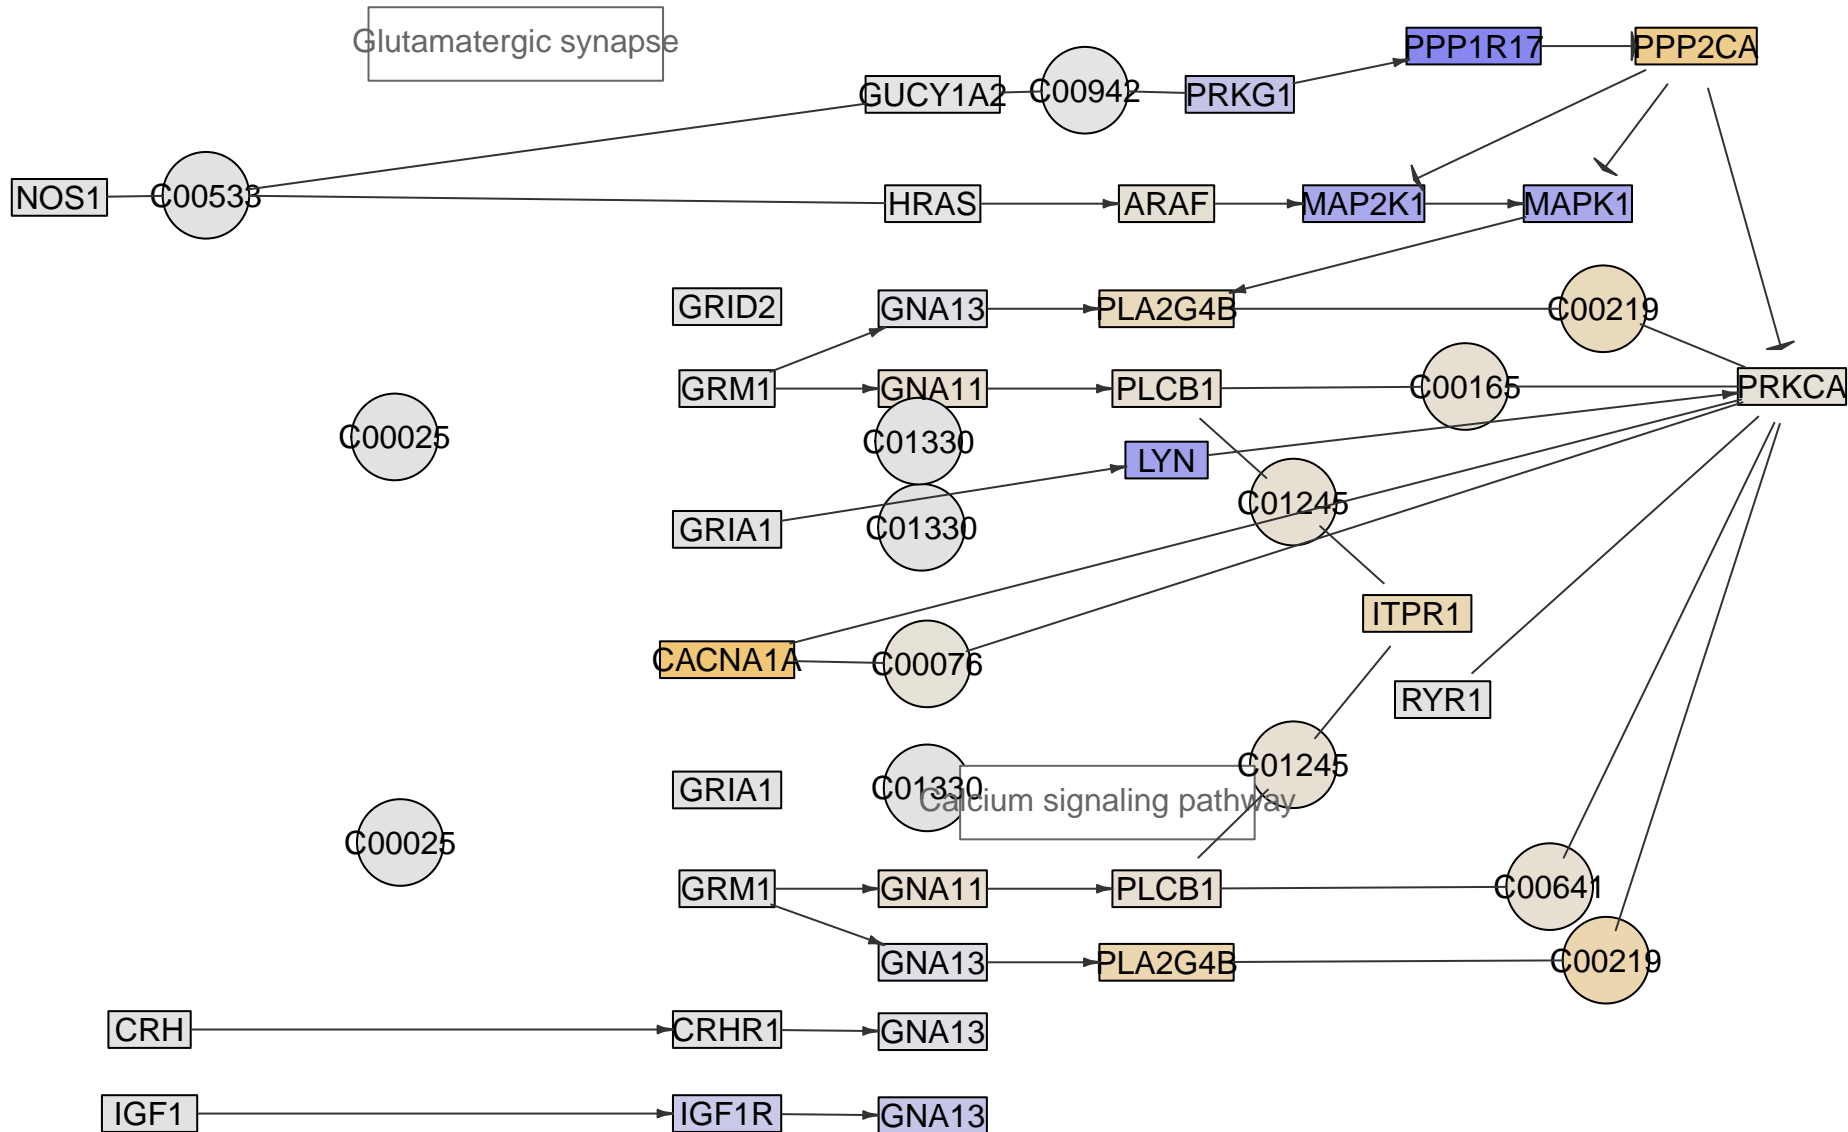 Glutamatergic synapse
PPP1R17
PPP2CA
GUCY1A2
C00942
PRKG1
NOS1
C00533
HRAS
ARAF
MAP2K1
MAPK1
GRID2
GNA13
PLA2G4B
C00219
GRM1
GNA11
PLCB1
C00165
PRKCA
C00025
C01330
LYN
GRIA1
C01330
C01245
ITPR1
CACNA1A
C00076
RYR1
C01245
GRIA1
C01330
Calcium signaling pathway
C00025
GRM1
GNA11
PLCB1
C00641
GNA13
PLA2G4B
C00219
CRH
CRHR1
GNA13
IGF1
IGF1R
GNA13